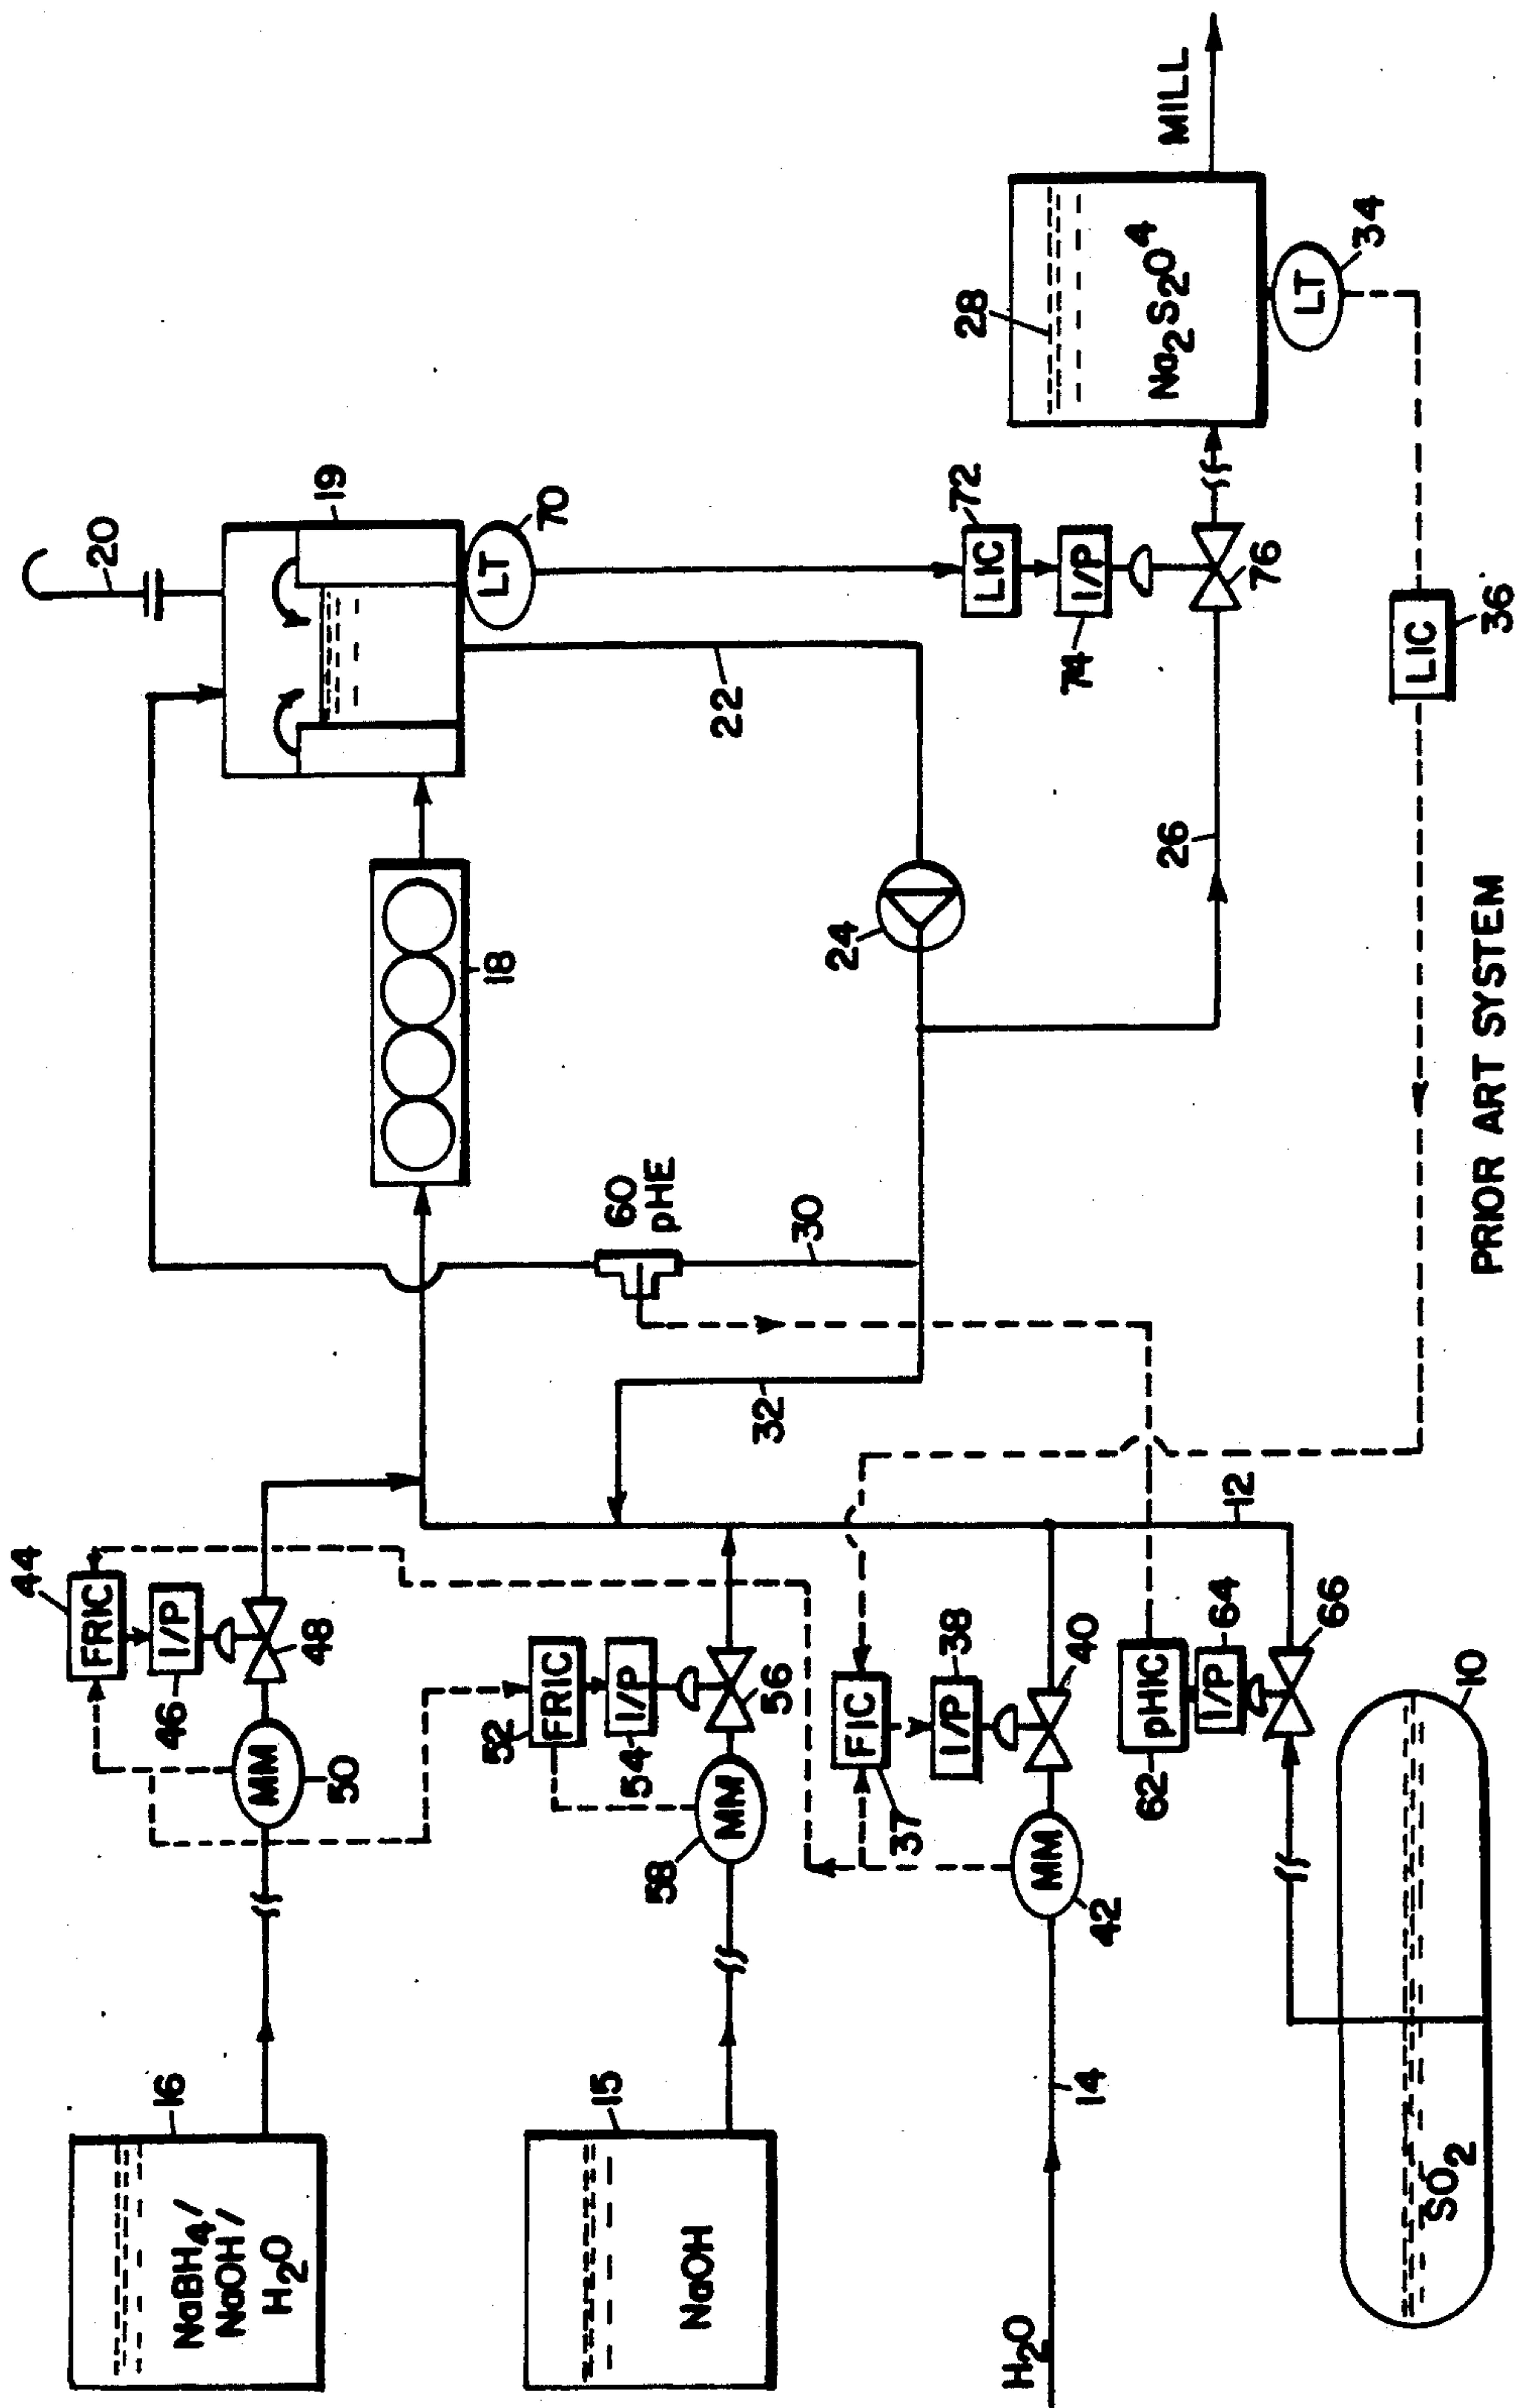 44
20
FRIC
16
46
I/P
NaBH4/
NaOH/
H2O
MM
48
50
19
LT
70
18
52
FRIC
15
54
I/P
60
pHE
NaOH
58
MM
56
22
32
30
24
FIC
37
38
I/P
40
28
72
LIC
H2O
14
MM
42
74
I/P
62
pHIC
MILL
Na2S2O4
26
64
I/P
12
76
66
LT
34
SO2
10
LIC
36
PRIOR ART SYSTEM